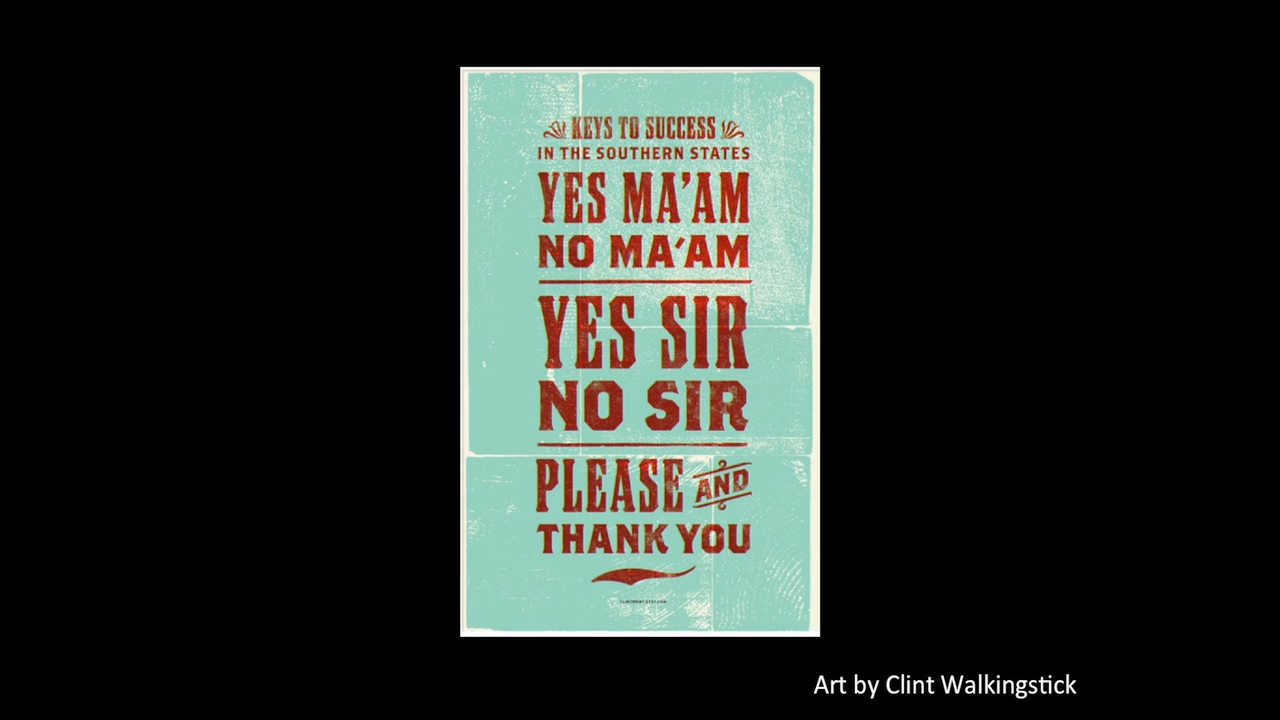 KEYS TO SUCCESS
IN THE SOUTHERN STATES
YES MA'AM
NO MA'AM
YES SIR
NO SIR
PLEASE AND
THANK YOU
Art by Clint Walkingstick